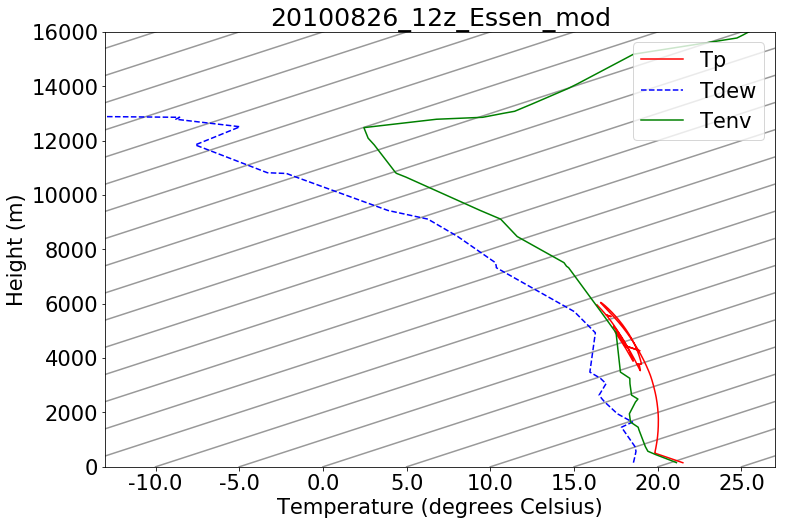 20100826_12z_Essen_mod
Tp
Tdew
Tenv
Height (m)
16000
14000
12000
10000
8000
6000
4000
2000
0
-10.0 -5.0 0.0 5.0 10.0 15.0 20.0 25.0
Temperature (degrees Celsius)